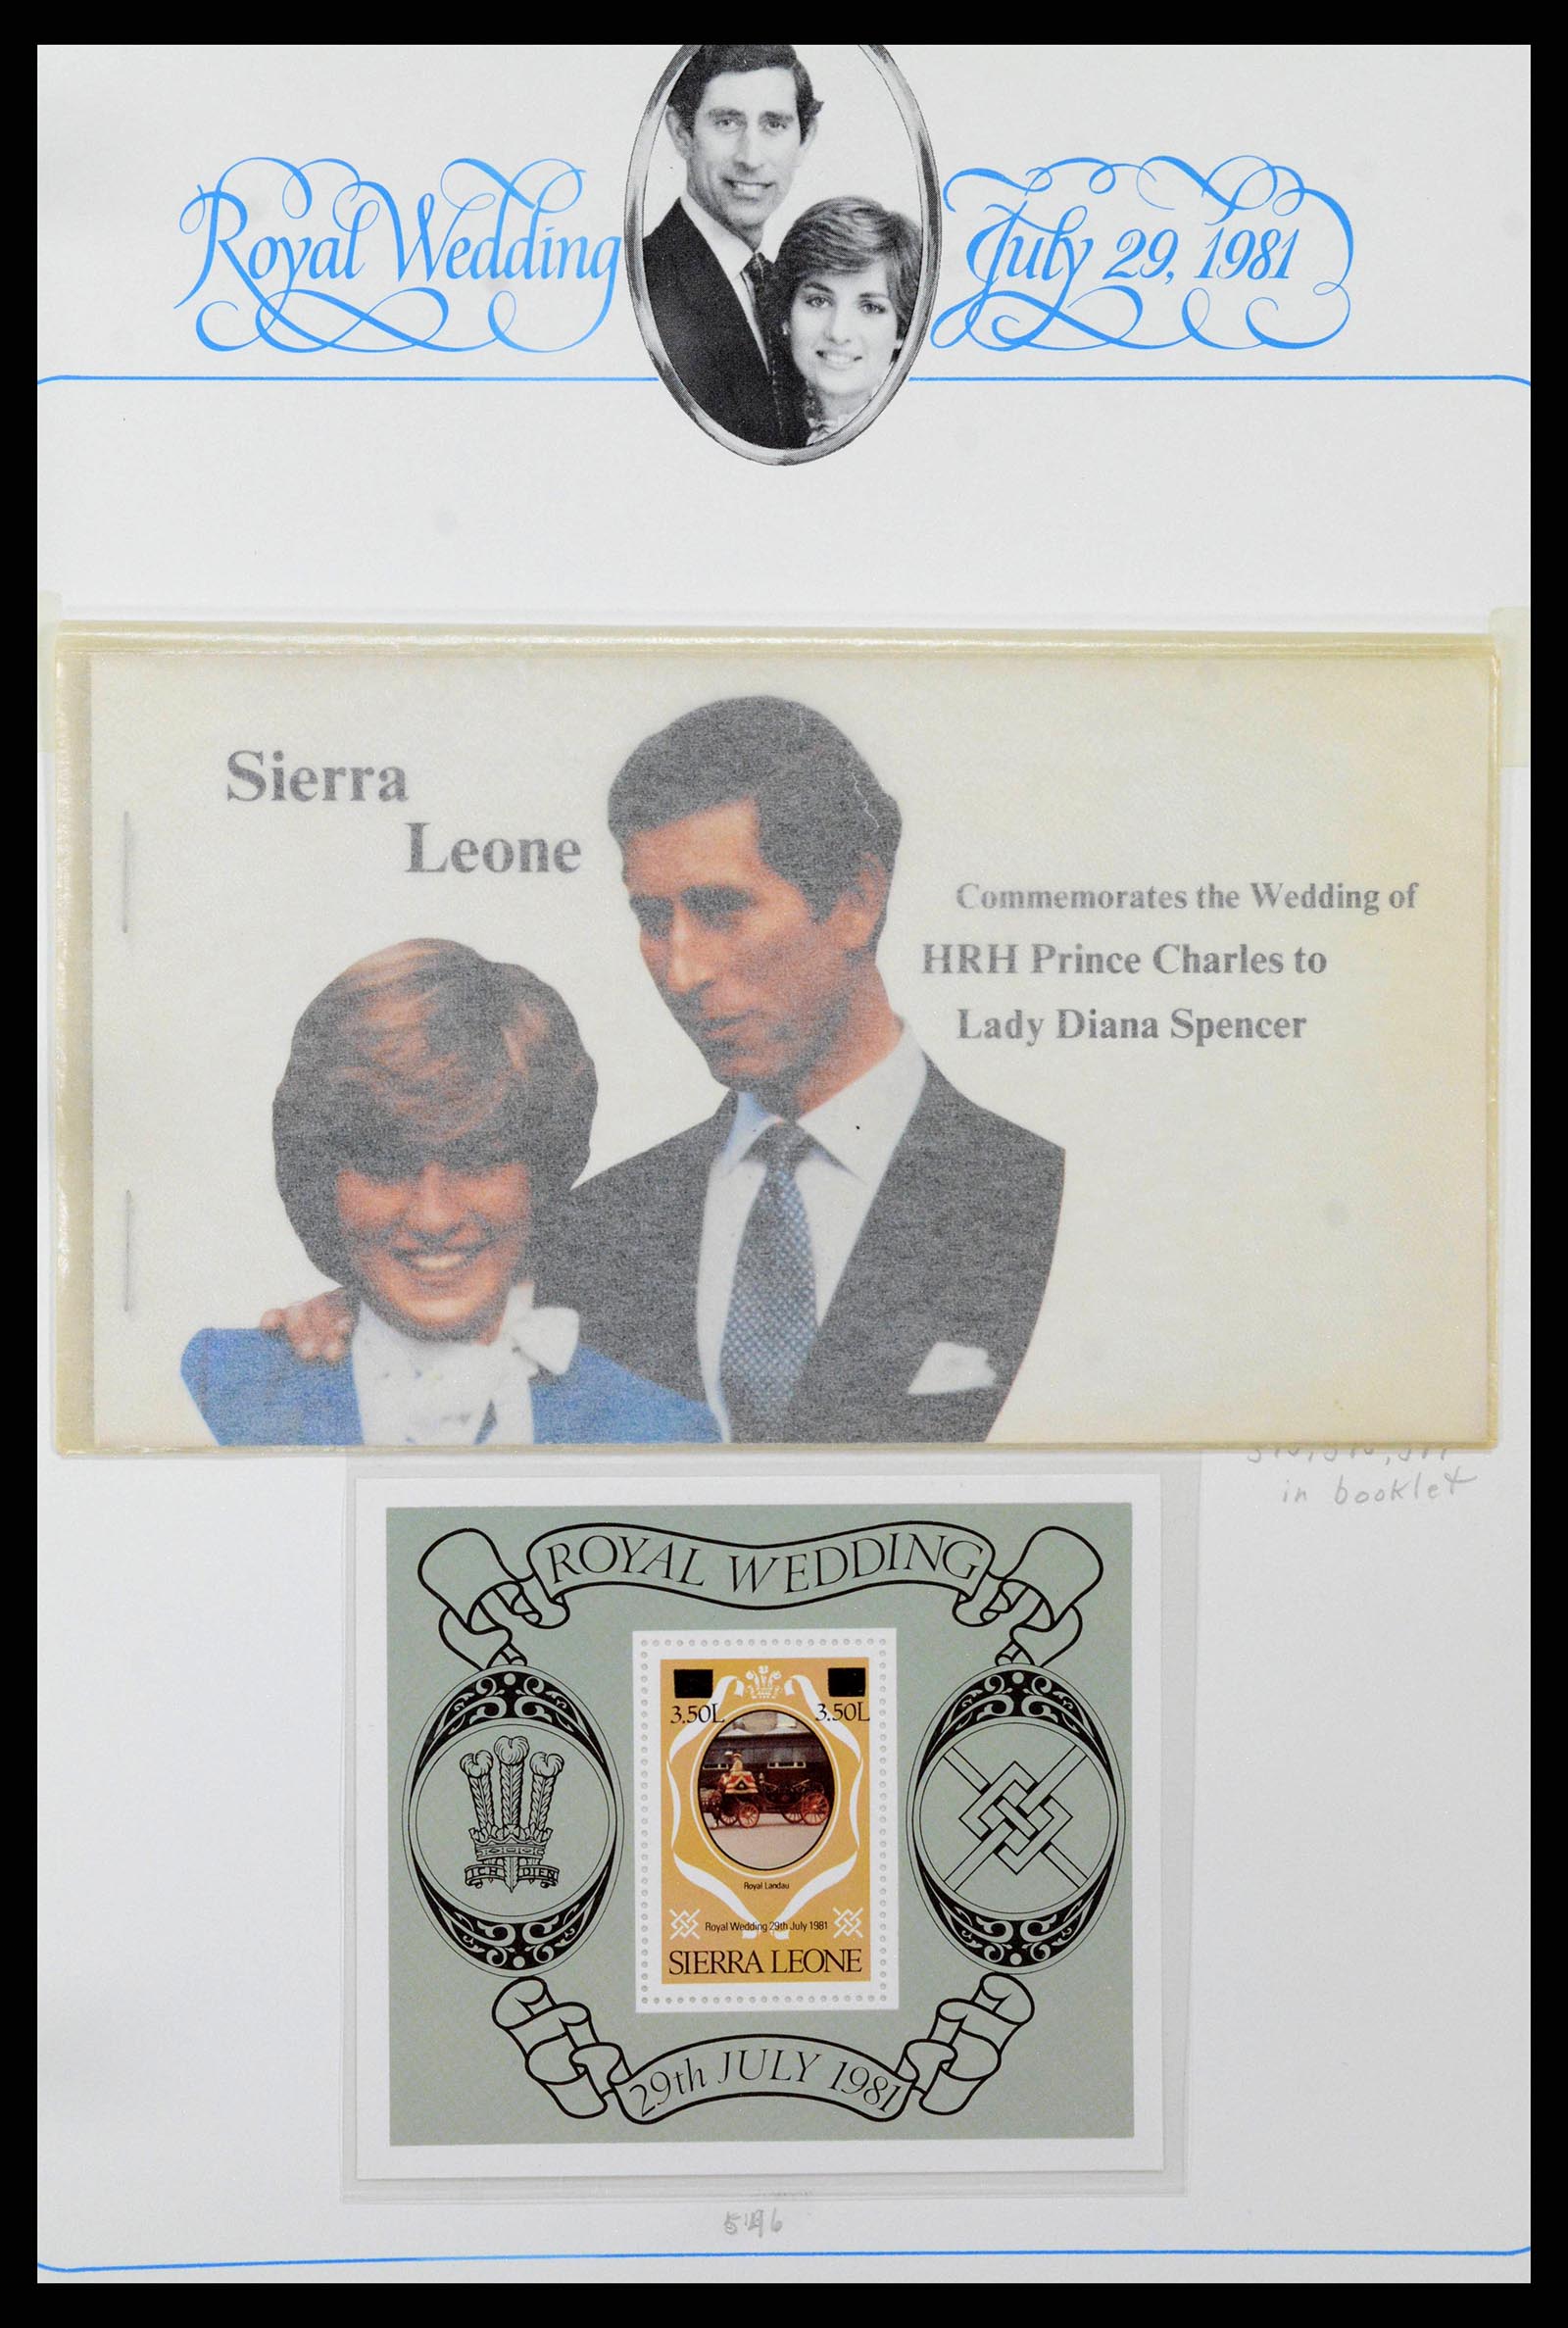 Royal Wedding July 29, 1981
Sierra
Leone
Commemorates the Wedding of
HRH Prince Charles to
Lady Diana Spencer
in booklet
ROYAL WEDDING
3.50L 3.50L
ICH DIEN
Royal Landau
Royal Wedding 29th July 1981
SIERRA LEONE
29th JULY 1981